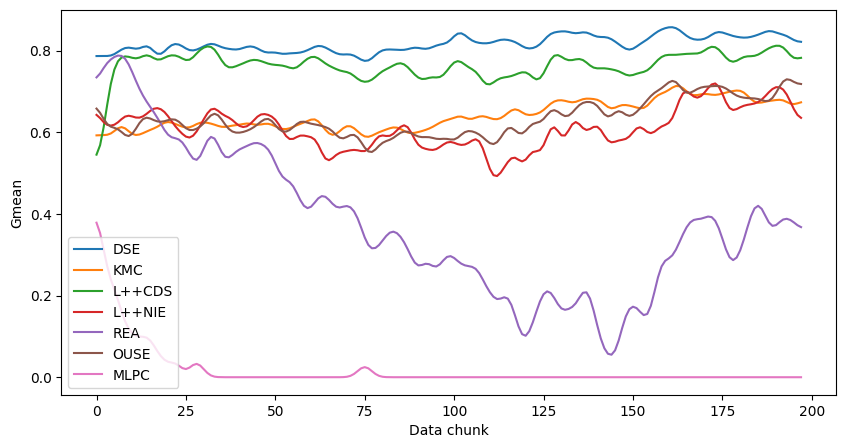 0.8
0.6
0.4
0.2
0.0
Gmean
DSE
KMC
L++CDS
L++NIE
REA
OUSE
MLPC
0 25 50 75 100 125 150 175 200
Data chunk